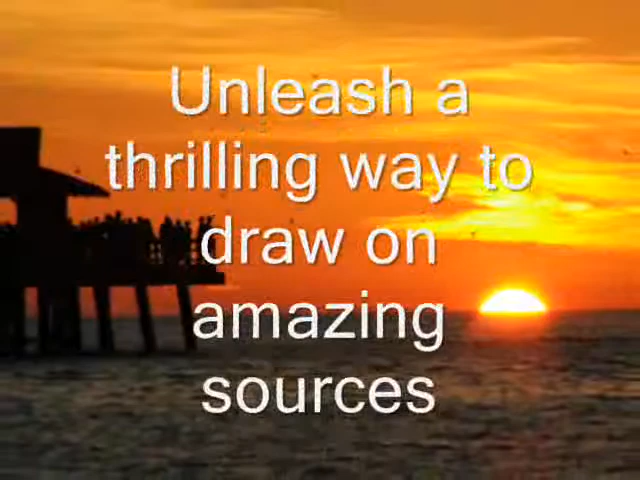 Unleash a
thrilling way to
draw on
amazing
sources